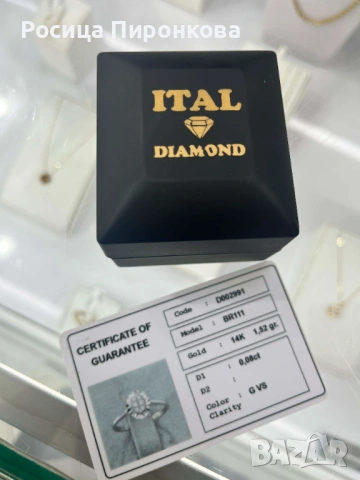 Росица Пиронкова
ITAL
DIAMOND
CERTIFICATE OF
GUARANTEE
Code : D002991
Model : BR111
Gold : 14K 1,52 gr.
D1 : 0,08ct
D2 :
Color : G VS
Clarity
BAZAR